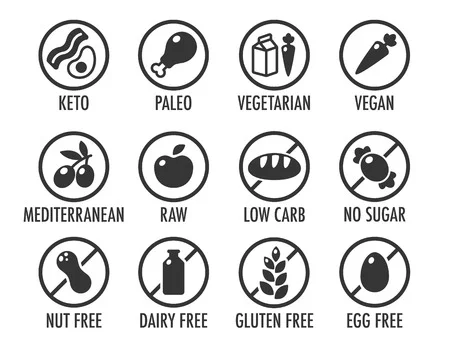 KETO PALEO VEGETARIAN VEGAN
MEDITERRANEAN RAW LOW CARB NO SUGAR
NUT FREE DAIRY FREE GLUTEN FREE EGG FREE